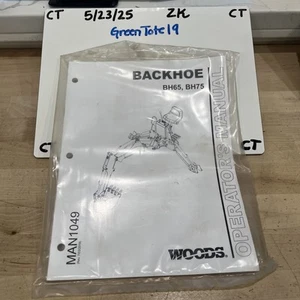 CT 5/23/25 ZK CT
Green Tote 19
CT
CT
BACKHOE
BH65, BH75
OPERATOR'S MANUAL
MAN1049
WOODS